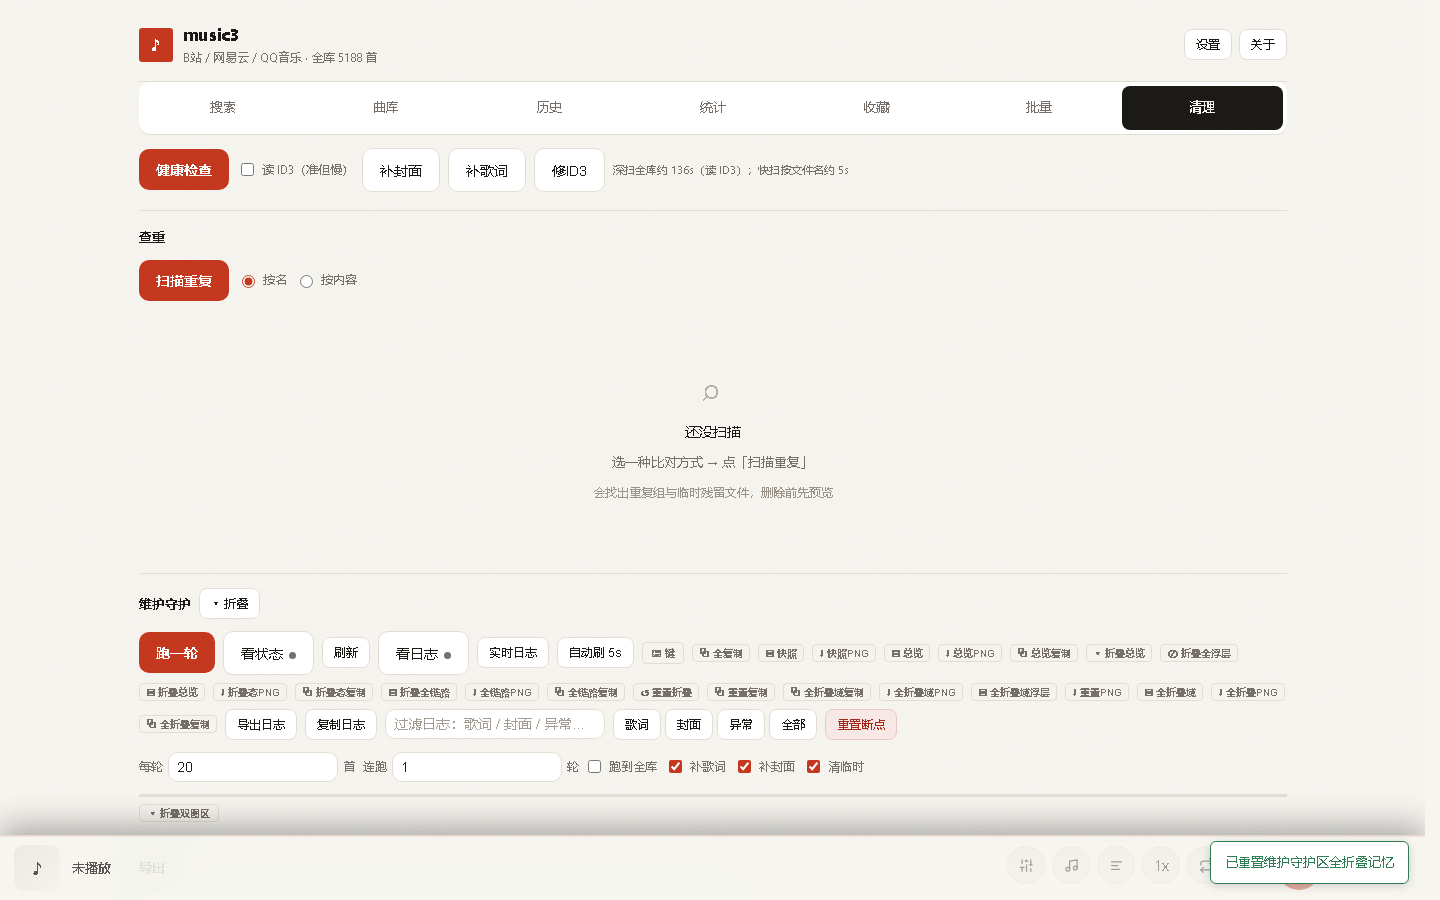 music3
B站 / 网易云 / QQ音乐 · 全库 5188 首
设置 关于
搜索 曲库 历史 统计 收藏 批量 清理
健康检查 读 ID3（准但慢） 补封面 补歌词 修ID3 深扫全库约 136s（读 ID3）；快扫按文件名约 5s
查重
扫描重复 按名 按内容
还没扫描
选一种比对方式 → 点「扫描重复」
会找出重复组与临时残留文件，删除前先预览
维护守护 ▾ 折叠
跑一轮 看状态 刷新 看日志 实时日志 自动刷 5s 键 全复制 快照 快照PNG 总览 总览PNG 总览复制 折叠总览 折叠全浮层
折叠总览 折叠态PNG 折叠态复制 折叠全链路 全链路PNG 全链路复制 重置折叠 重置复制 全折叠域复制 全折叠域PNG 全折叠域浮层 重置PNG 全折叠域 全折叠PNG
全折叠复制 导出日志 复制日志 过滤日志：歌词 / 封面 / 异常... 歌词 封面 异常 全部 重置断点
每轮 20 首 连跑 1 轮 跑到全库 补歌词 补封面 清临时
▾ 折叠双图区
未播放 导出 1x 已重置维护守护区全折叠记忆